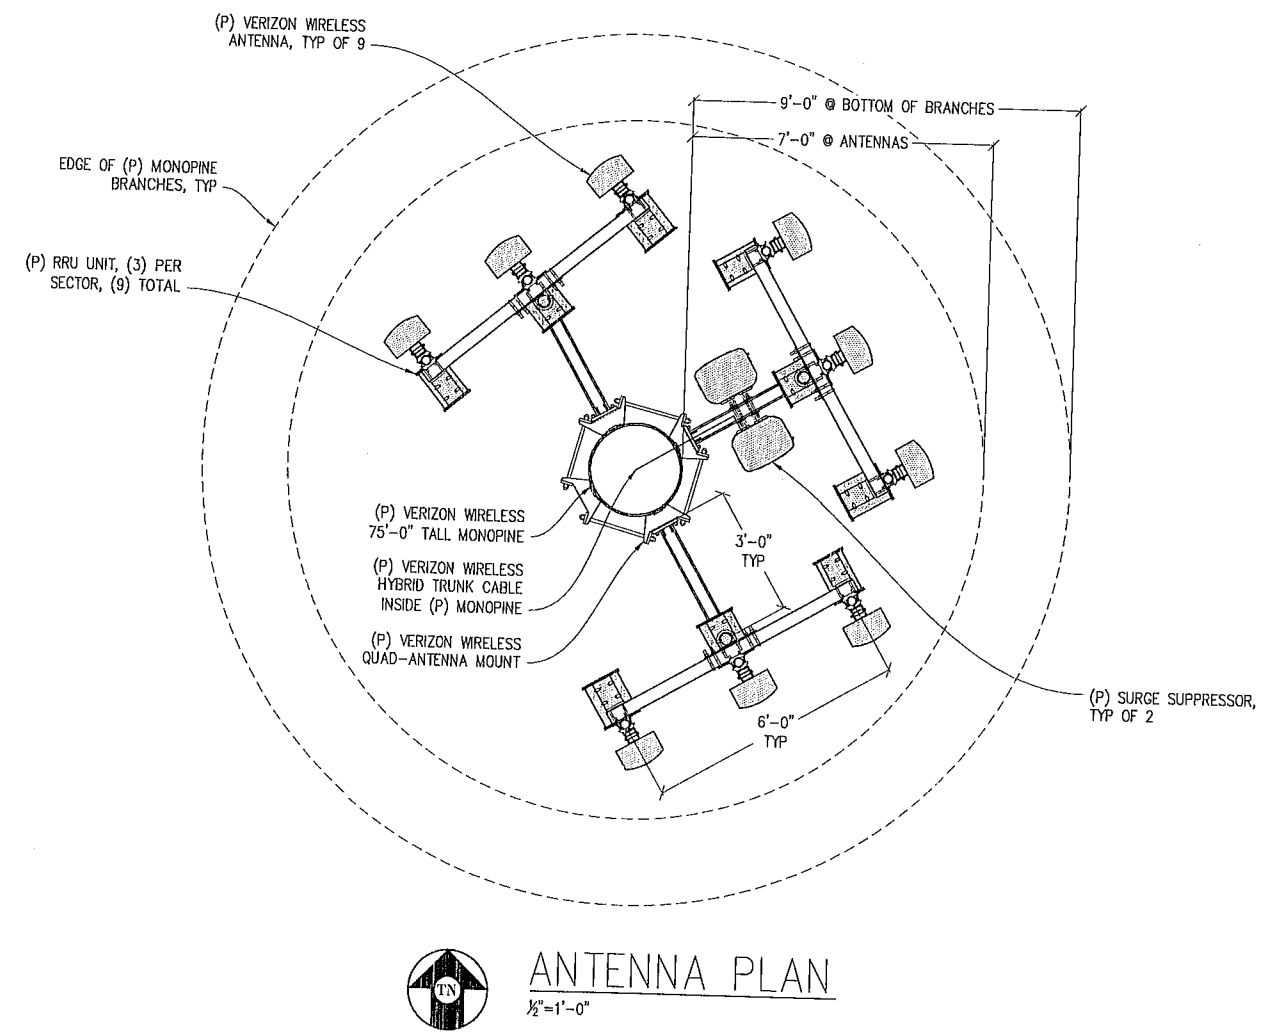 (P) VERIZON WIRELESS
ANTENNA, TYP OF 9
9'-0" @ BOTTOM OF BRANCHES
7'-0" @ ANTENNAS
EDGE OF (P) MONOPINE
BRANCHES, TYP
(P) RRU UNIT, (3) PER
SECTOR, (9) TOTAL
(P) VERIZON WIRELESS
75'-0" TALL MONOPINE
(P) VERIZON WIRELESS
HYBRID TRUNK CABLE
INSIDE (P) MONOPINE
(P) VERIZON WIRELESS
QUAD-ANTENNA MOUNT
3'-0"
TYP
6'-0"
TYP
(P) SURGE SUPPRESSOR,
TYP OF 2
TN
ANTENNA PLAN
½"=1'-0"